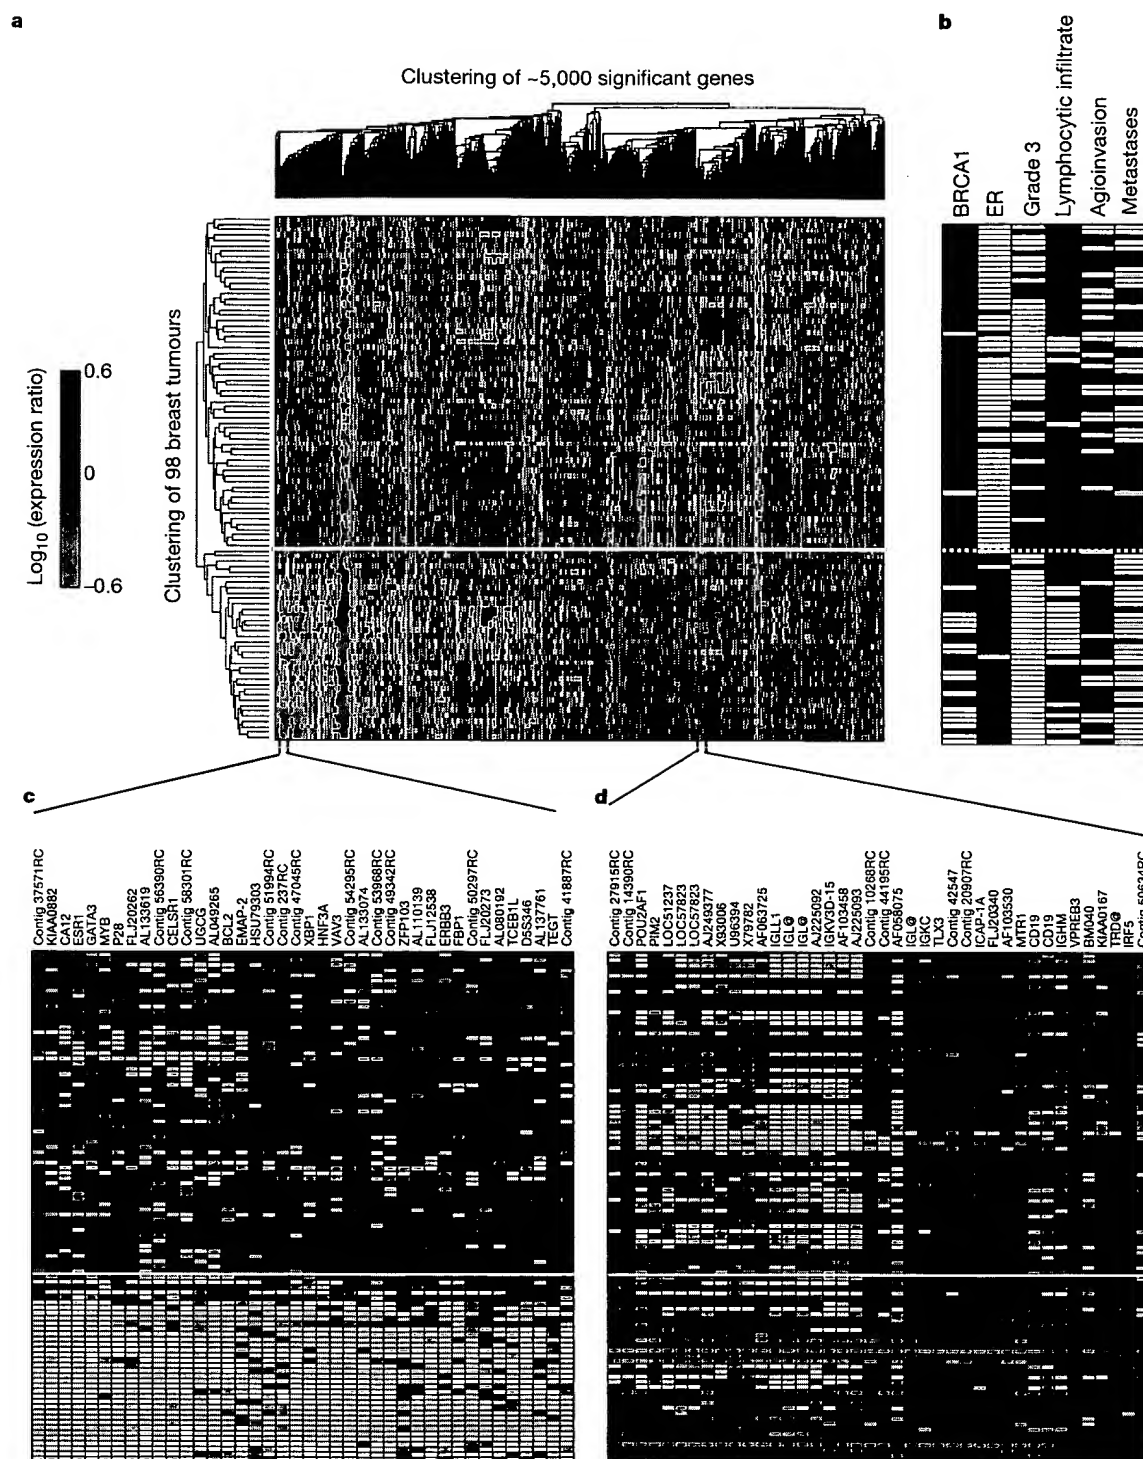 a
b
Clustering of ~5,000 significant genes
BRCA1
ER
Grade 3
Lymphocytic infiltrate
Agioinvasion
Metastases
Log10 (expression ratio)
0.6
0
–0.6
Clustering of 98 breast tumours
c
Contig 37571RC
KIAA0882
CA12
ESR1
GATA3
MYB
P28
FLJ20262
AL133619
Contig 56390RC
CELSR1
Contig 58301RC
UGCG
AL049265
BCL2
EMAP-2
HSU79303
Contig 51994RC
Contig 237RC
Contig 47045RC
XBP1
HNF3A
VAV3
Contig 54295RC
AL133074
Contig 53968RC
Contig 49342RC
ZFP103
AL110139
FLJ12538
ERBB3
FBP1
Contig 50297RC
FLJ20273
AL080192
TCEB1L
DSS346
AL137761
TEGT
Contig 41887RC
d
Contig 27915RC
Contig 14390RC
POU2AF1
PIM2
LOC51237
LOC57823
LOC57823
AJ249377
X93006
U96394
X79782
AF063725
IGLL1
IGL@
IGL@
AJ225092
IGKV3D-15
AF103458
AJ225093
Contig 10268RC
Contig 44195RC
AF058075
IGL@
IGKC
TLX3
Contig 42547
Contig 20907RC
ICAP-1A
FLJ20340
AF103530
MTR1
CD19
CD19
IGHM
VPREB3
BM040
KIAA0167
TRD@
IRF5